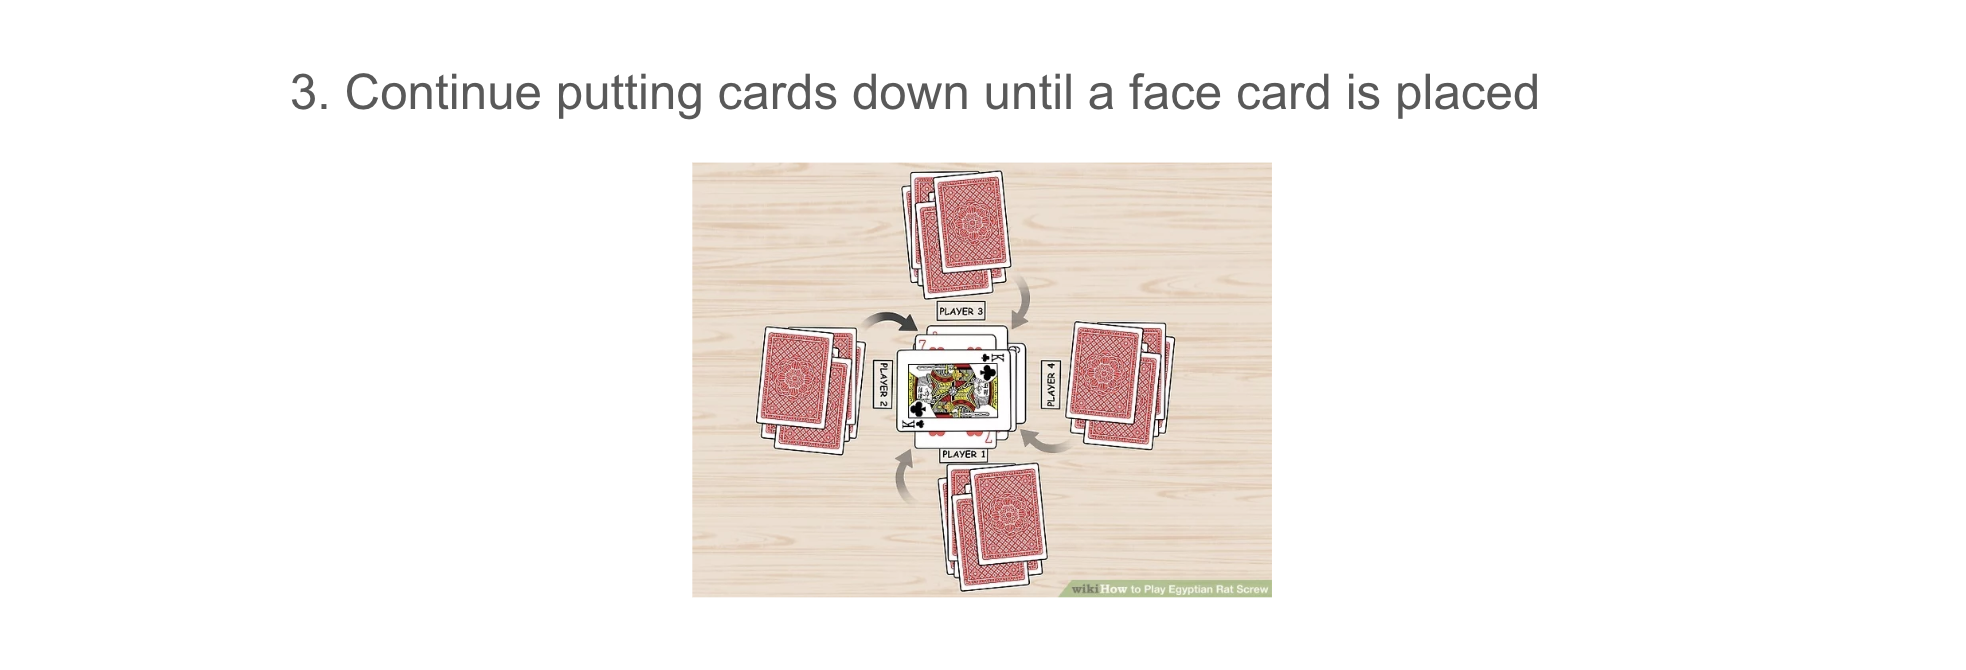 3. Continue putting cards down until a face card is placed
PLAYER 3
7
K
PLAYER 2
PLAYER 4
K
7
PLAYER 1
wikiHow to Play Egyptian Rat Screw